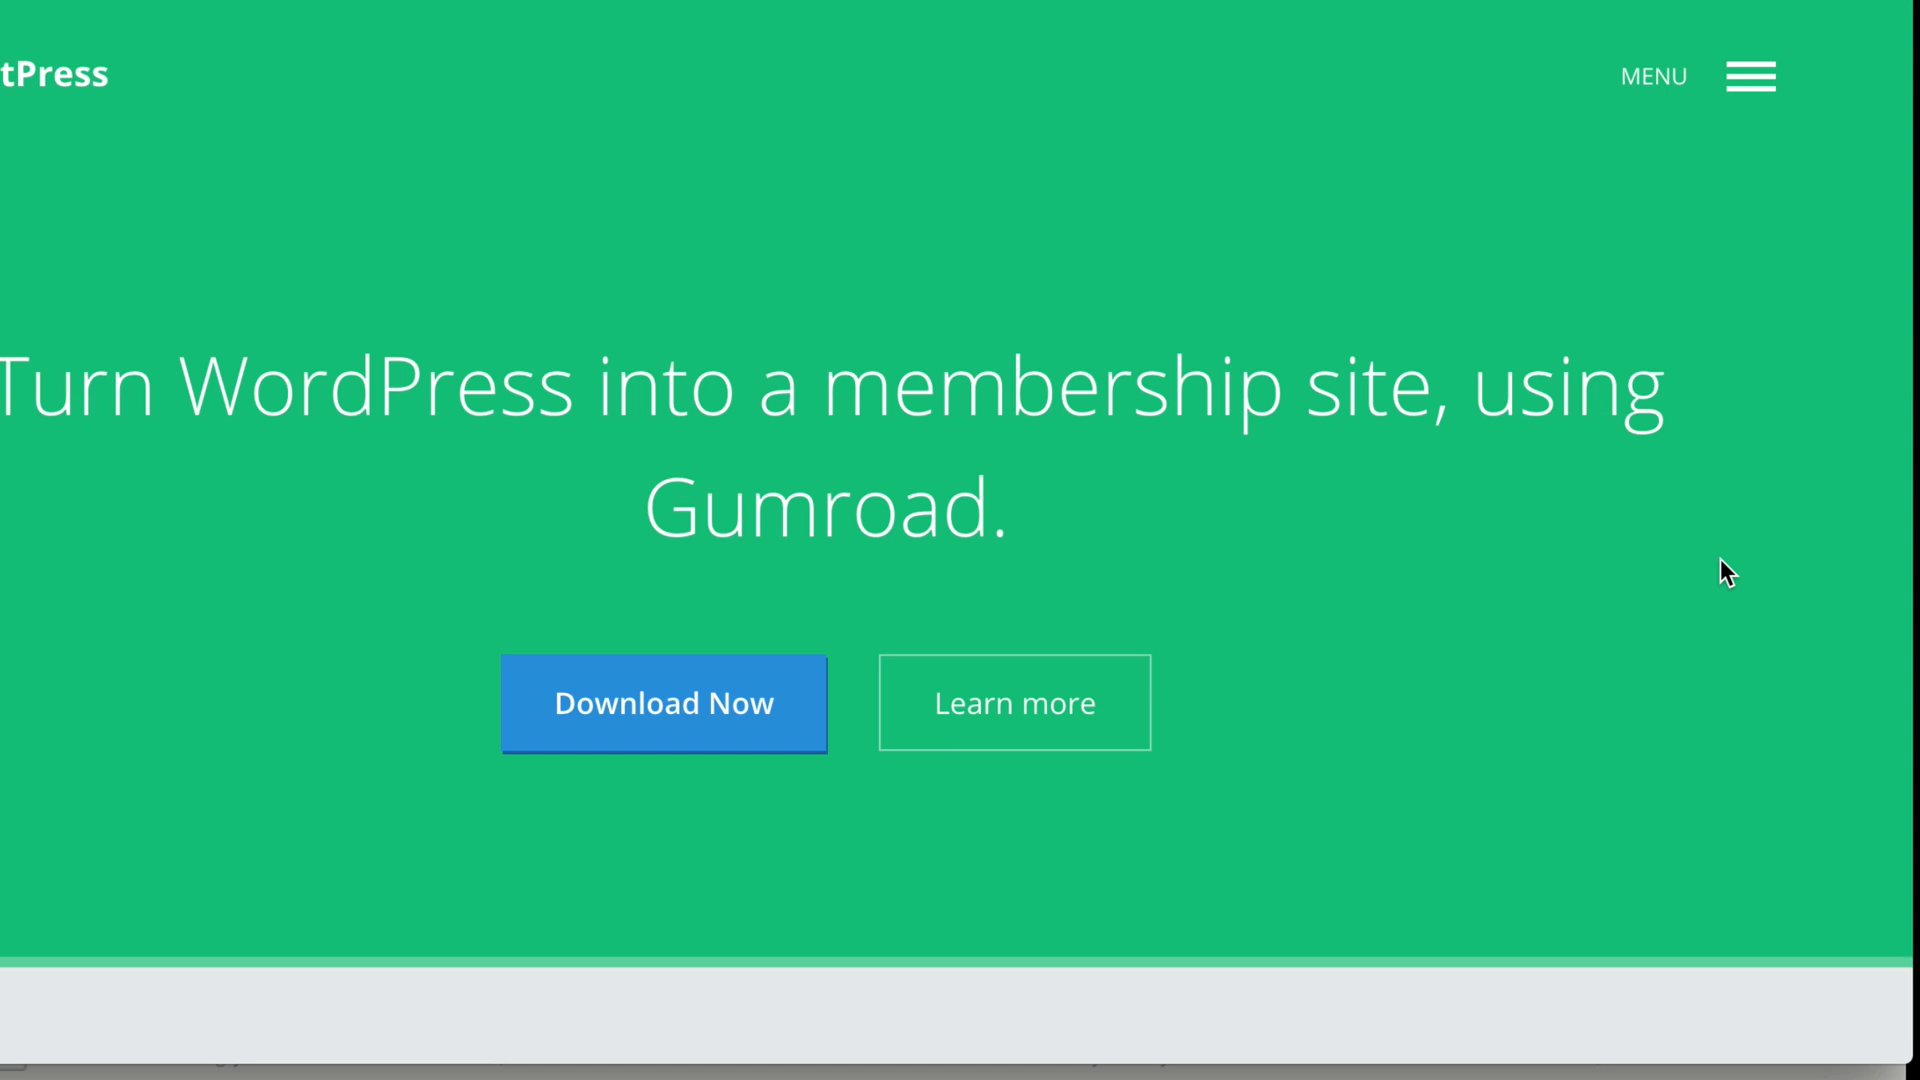 tPress
MENU
Turn WordPress into a membership site, using
Gumroad.
Download Now
Learn more